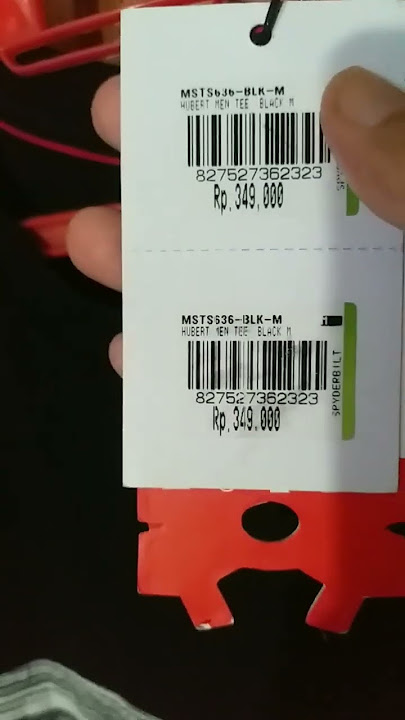 MSTS636-BLK-M
HUBERT MEN TEE BLACK M
827527362323
Rp.349,000
MSTS636-BLK-M
HUBERT MEN TEE BLACK M
827527362323
Rp.349,000
SPYDERBILT